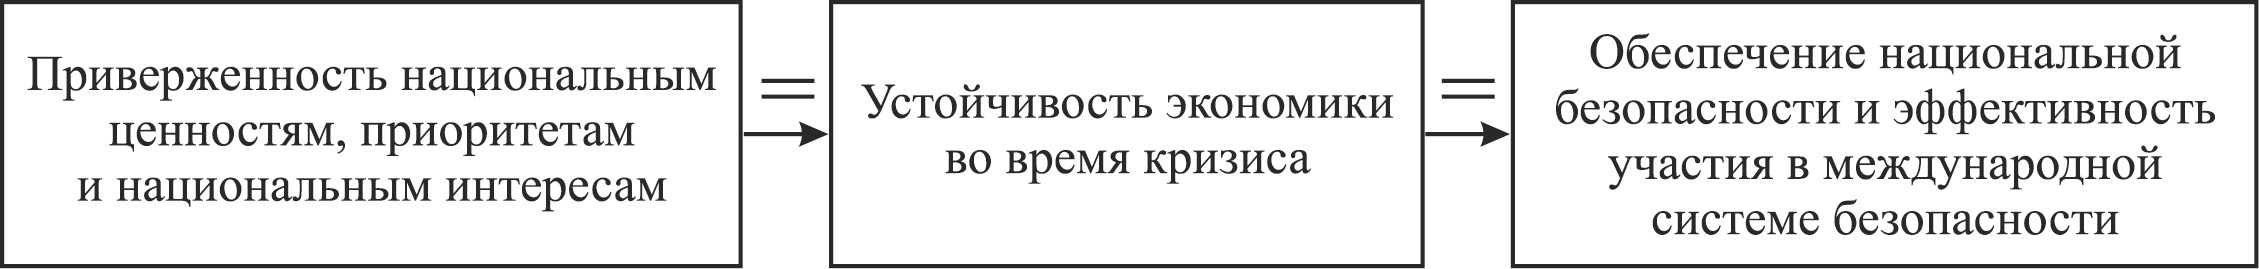 Приверженность национальным
ценностям, приоритетам
и национальным интересам
=
Устойчивость экономики
во время кризиса
=
Обеспечение национальной
безопасности и эффективность
участия в международной
системе безопасности